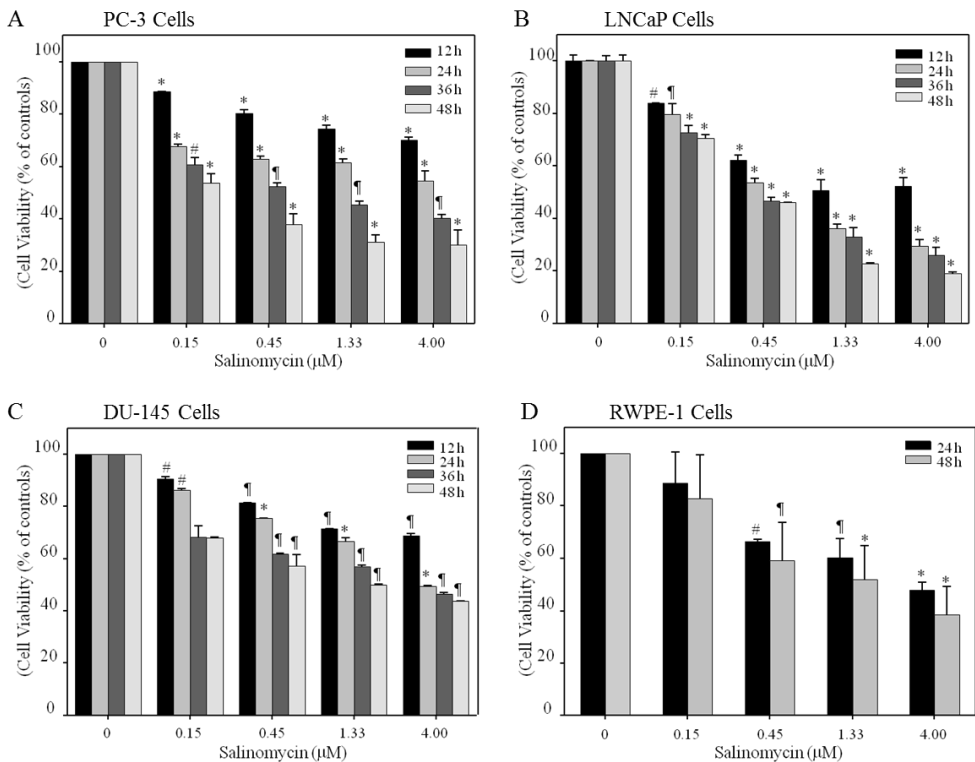 A PC-3 Cells
(Cell Viability (% of controls)
100
80
60
40
20
0
12h
24h
36h
48h
* * # *
* * ¶ *
* * ¶ *
* * ¶ *
0 0.15 0.45 1.33 4.00
Salinomycin (µM)
B LNCaP Cells
(Cell Viability (% of controls)
100
80
60
40
20
0
12h
24h
36h
48h
# ¶ * *
* * * *
* * * *
* * * *
0 0.15 0.45 1.33 4.00
Salinomycin (µM)
C DU-145 Cells
(Cell Viability (% of controls)
100
80
60
40
20
0
12h
24h
36h
48h
# #
¶ * ¶ ¶
¶ * ¶ ¶
¶ * ¶ ¶
0 0.15 0.45 1.33 4.00
Salinomycin (µM)
D RWPE-1 Cells
(Cell Viability (% of controls)
100
80
60
40
20
0
24h
48h
# ¶
¶ *
* *
0 0.15 0.45 1.33 4.00
Salinomycin (µM)